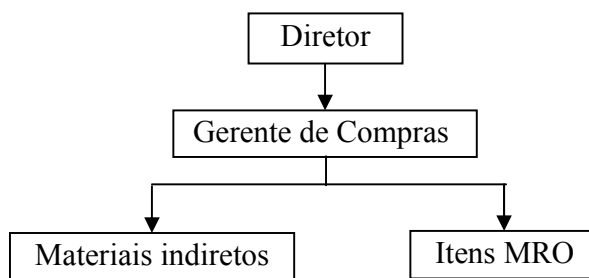 Diretor
Gerente de Compras
Materiais indiretos
Itens MRO